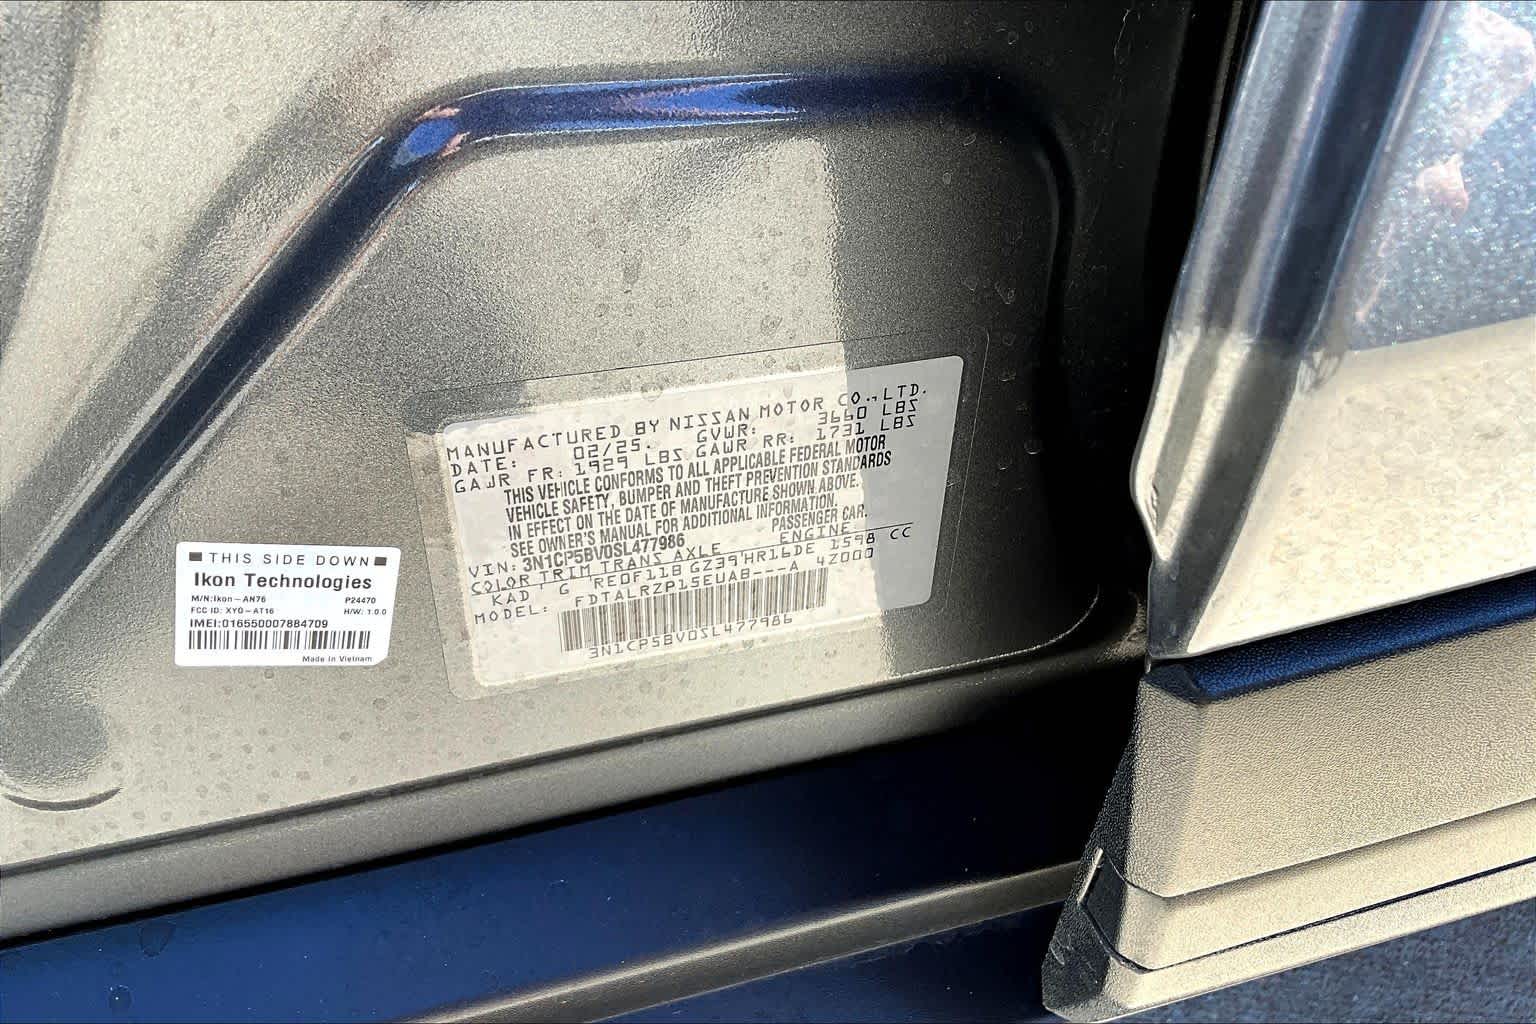 THIS SIDE DOWN
Ikon Technologies
M/N:Ikon-AN76 P24470
FCC ID: XYO-AT16 H/W: 1.0.0
IMEI:016550007884709
Made in Vietnam
MANUFACTURED BY NISSAN MOTOR CO.,LTD.
DATE: 02/25. GVWR: 3660 LBS
GAWR FR: 1929 LBS GAWR RR: 1731 LBS
THIS VEHICLE CONFORMS TO ALL APPLICABLE FEDERAL MOTOR
VEHICLE SAFETY, BUMPER AND THEFT PREVENTION STANDARDS
IN EFFECT ON THE DATE OF MANUFACTURE SHOWN ABOVE.
SEE OWNER'S MANUAL FOR ADDITIONAL INFORMATION.
VIN: 3N1CP5BV0SL477986 PASSENGER CAR.
COLOR TRIM TRANS AXLE ENGINE
KAD G RE0F11B GZ39 HR16DE 1598 CC
MODEL: FDTALRZP15EUAB---A 4Z000
3N1CP5BV0SL477986